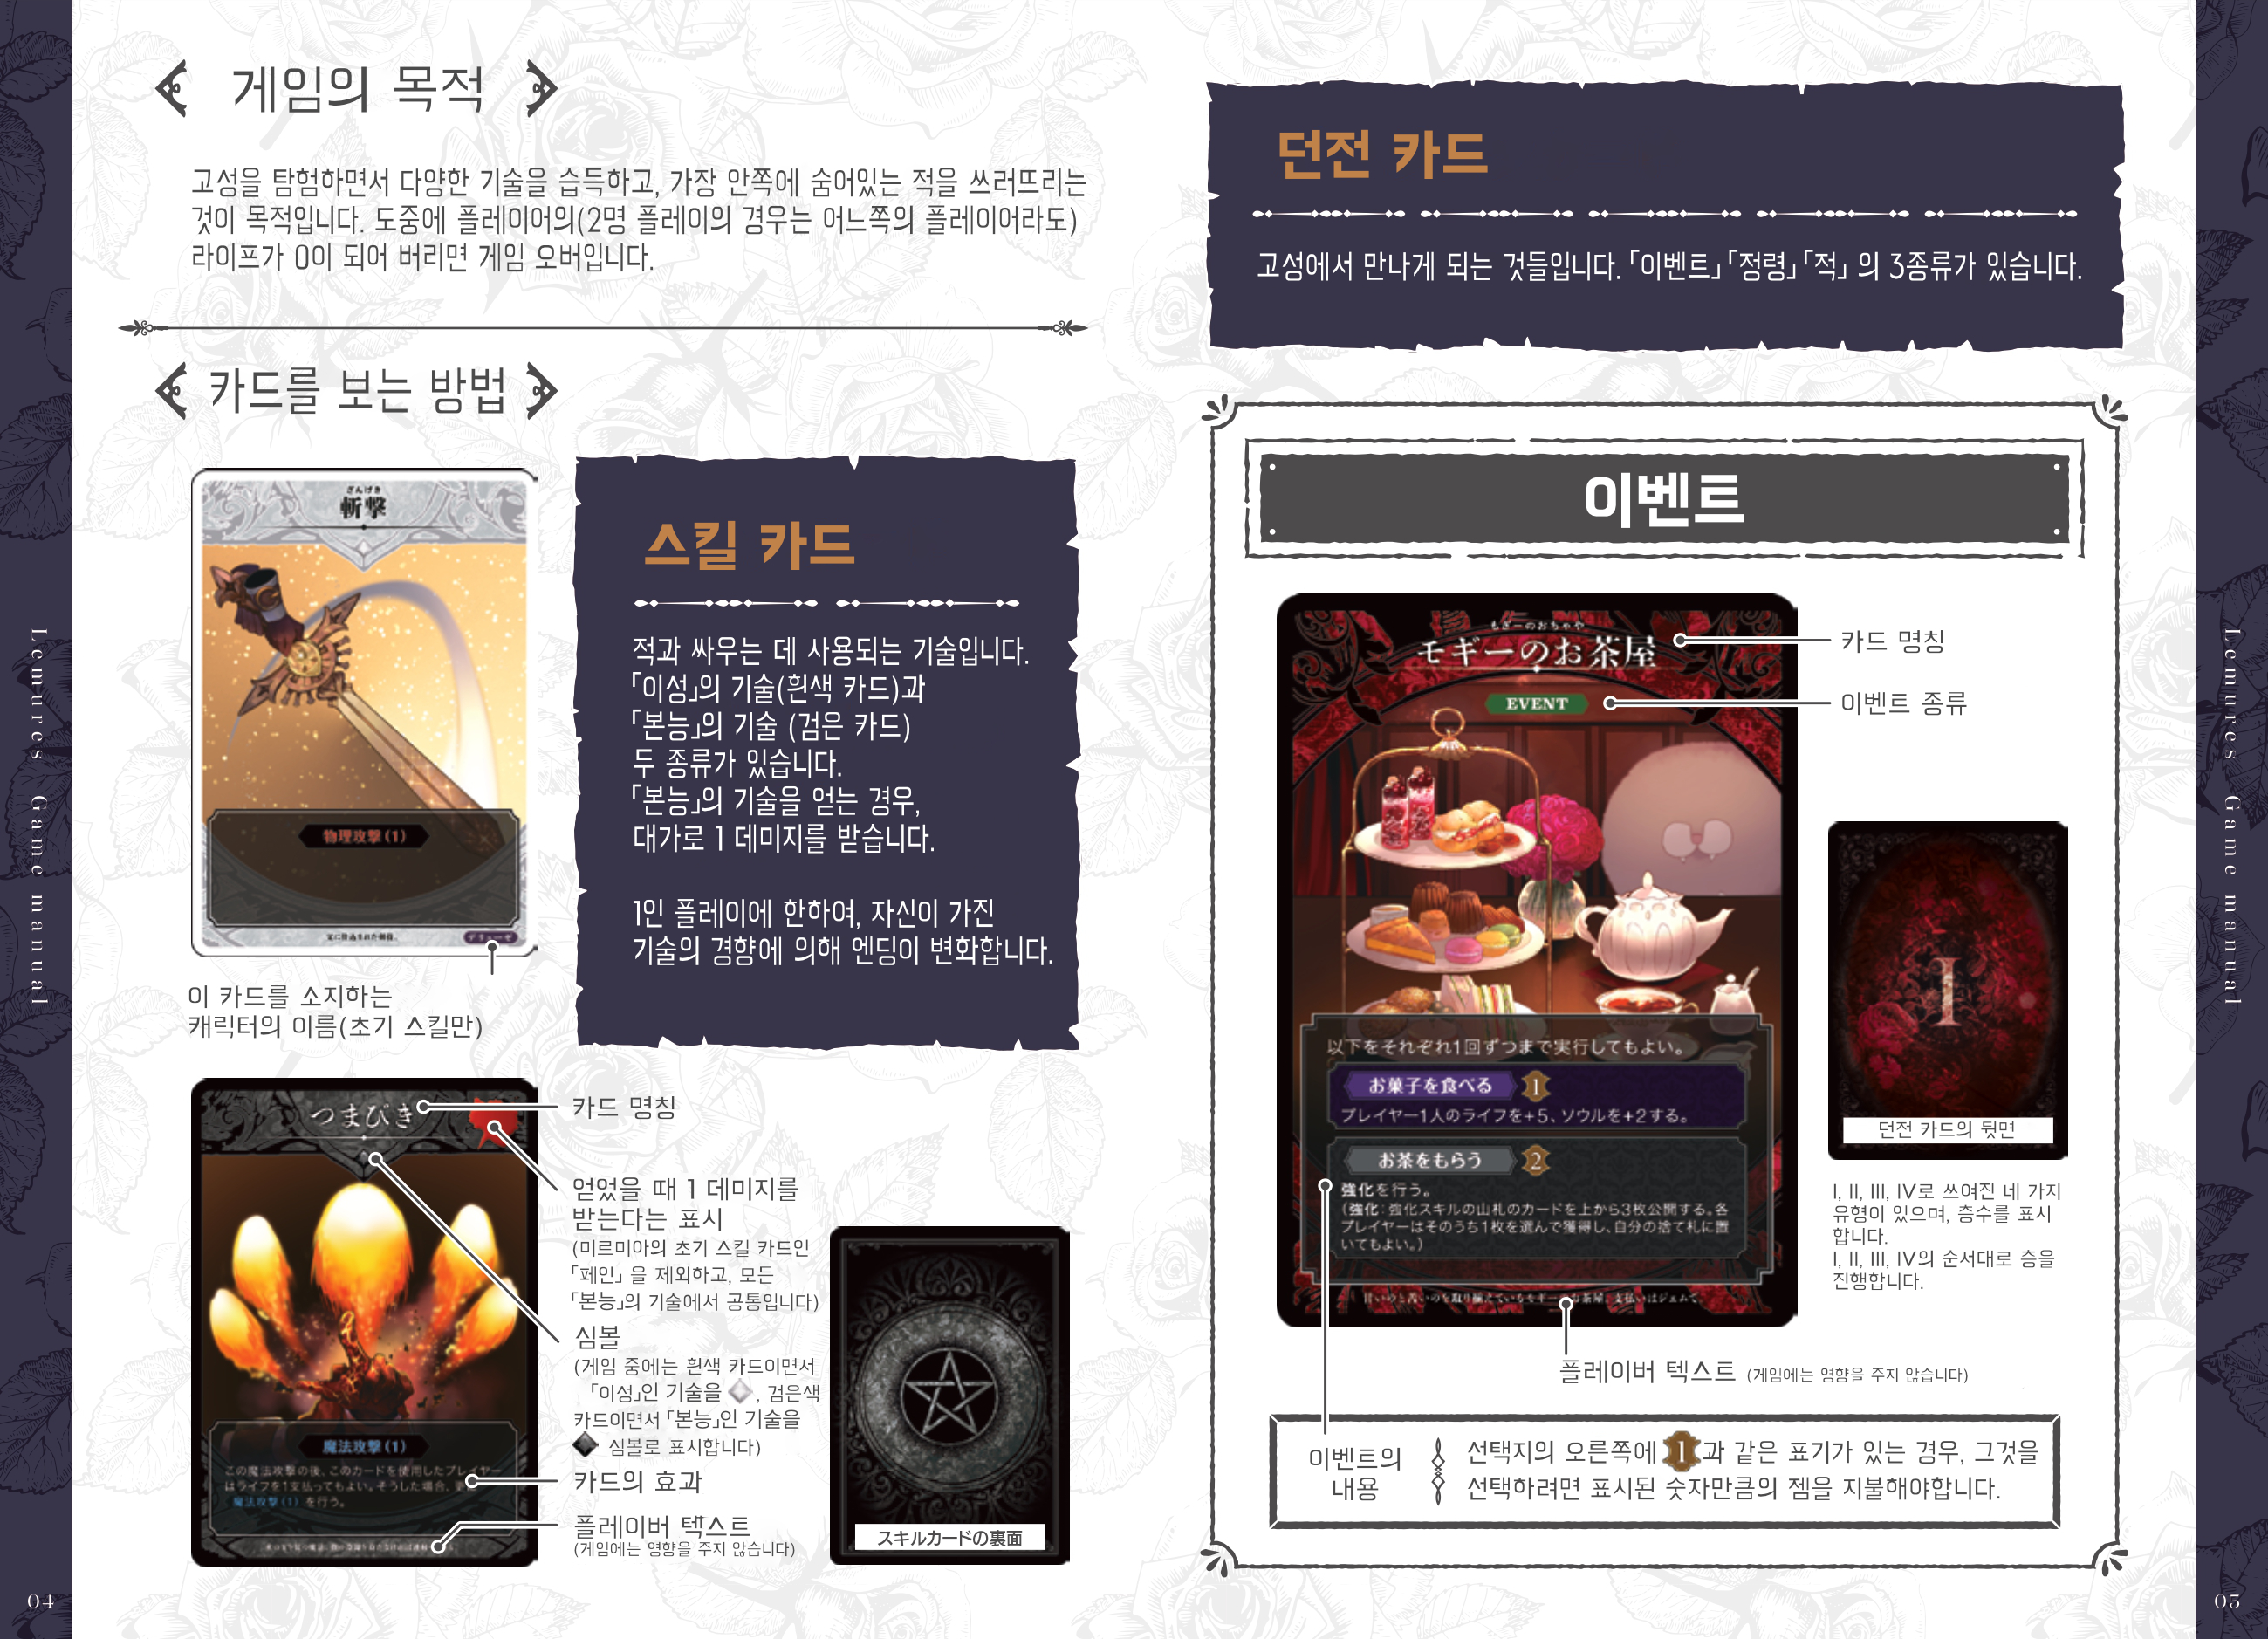 게임의 목적
고성을 탐험하면서 다양한 기술을 습득하고, 가장 안쪽에 숨어있는 적을 쓰러뜨리는
것이 목적입니다. 도중에 플레이어의(2명 플레이의 경우는 어느쪽의 플레이어라도)
라이프가 0이 되어 버리면 게임 오버입니다.
카드를 보는 방법
ざんげき
斬撃
物理攻撃(1)
デリューゼ
이 카드를 소지하는
캐릭터의 이름(초기 스킬만)
스킬 카드
적과 싸우는 데 사용되는 기술입니다.
「이성」의 기술(흰색 카드)과
「본능」의 기술 (검은 카드)
두 종류가 있습니다.
「본능」의 기술을 얻는 경우,
대가로 1 데미지를 받습니다.
1인 플레이에 한하여, 자신이 가진
기술의 경향에 의해 엔딩이 변화합니다.
つまびき
魔法攻撃(1)
この魔法攻撃の後、このカードを使用したプレイヤー
はライフを1支払ってもよい。そうした場合、
魔法攻撃(1) を行う。
카드 명칭
얻었을 때 1 데미지를
받는다는 표시
(미르미아의 초기 스킬 카드인
「페인」 을 제외하고, 모든
「본능」의 기술에서 공통입니다)
심볼
(게임 중에는 흰색 카드이면서
「이성」인 기술을 , 검은색
카드이면서 「본능」인 기술을
심볼로 표시합니다)
카드의 효과
플레이버 텍스트
(게임에는 영향을 주지 않습니다)
スキルカードの裏面
Lemures Game manual
04
던전 카드
고성에서 만나게 되는 것들입니다. 「이벤트」 「정령」 「적」 의 3종류가 있습니다.
이벤트
もぎーのおちゃや
モギーのお茶屋
EVENT
以下をそれぞれ1回ずつまで実行してもよい。
お菓子を食べる 1
プレイヤー1人のライフを+5、ソウルを+2する。
お茶をもらう 2
強化を行う。
(強化:強化スキルの山札のカードを上から3枚公開する。各
プレイヤーはそのうち1枚を選んで獲得し、自分の捨て札に置
いてもよい。)
카드 명칭
이벤트 종류
I
던전 카드의 뒷면
I, II, III, IV로 쓰여진 네 가지
유형이 있으며, 층수를 표시
합니다.
I, II, III, IV의 순서대로 층을
진행합니다.
플레이버 텍스트 (게임에는 영향을 주지 않습니다)
이벤트의
내용
선택지의 오른쪽에 1 과 같은 표기가 있는 경우, 그것을
선택하려면 표시된 숫자만큼의 젬을 지불해야합니다.
Lemures Game manual
05